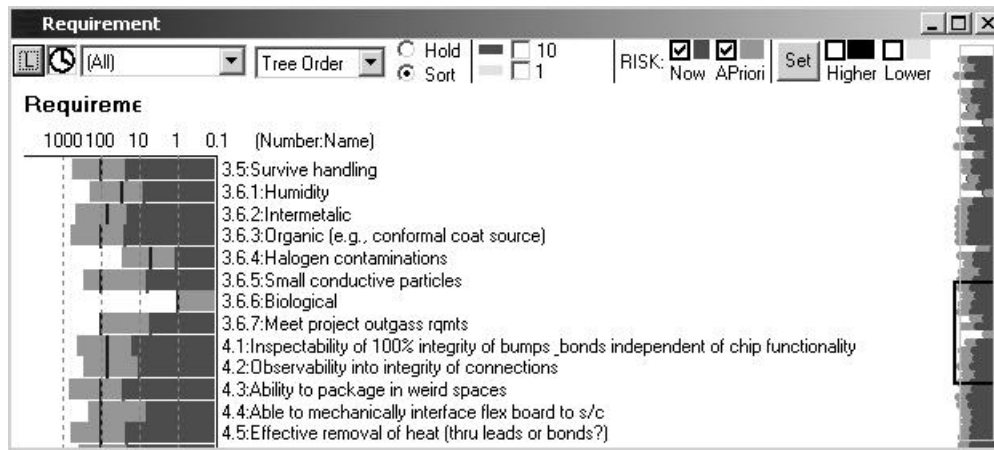 Requirement
L (All) Tree Order Hold 10 RISK: Set
Sort 1 Now APriori Higher Lower
Requireme
1000 100 10 1 0.1 (Number:Name)
3.5:Survive handling
3.6.1:Humidity
3.6.2:Intermetalic
3.6.3:Organic (e.g., conformal coat source)
3.6.4:Halogen contaminations
3.6.5:Small conductive particles
3.6.6:Biological
3.6.7:Meet project outgass rqmts
4.1:Inspectability of 100% integrity of bumps_bonds independent of chip functionality
4.2:Observability into integrity of connections
4.3:Ability to package in weird spaces
4.4:Able to mechanically interface flex board to s/c
4.5:Effective removal of heat (thru leads or bonds?)